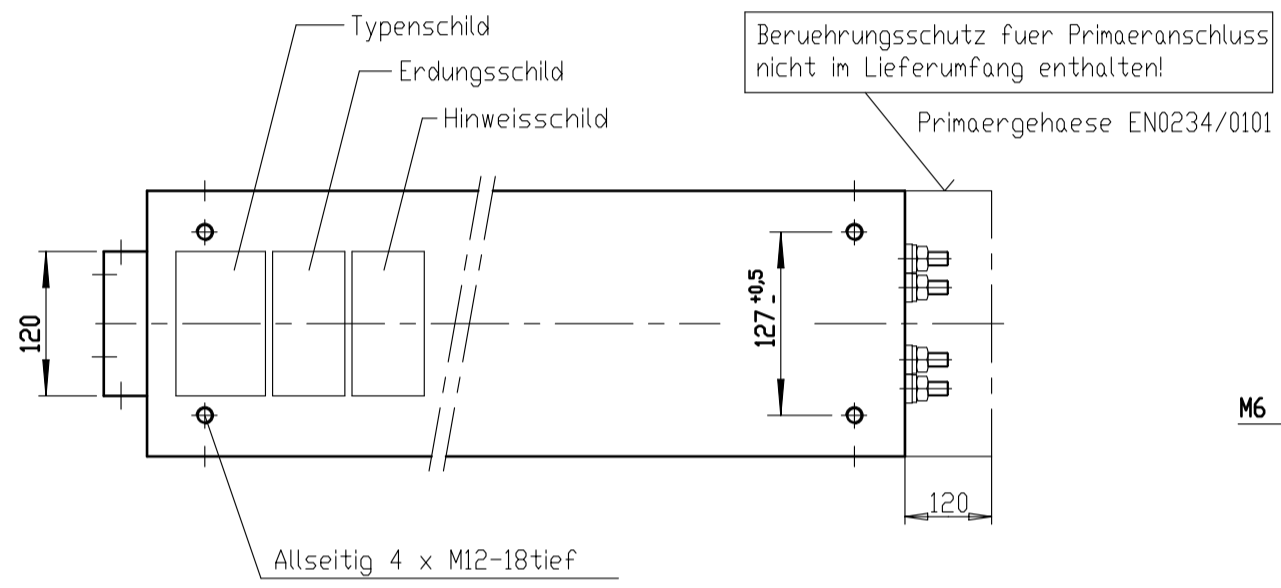 Typenschild
Erdungsschild
Hinweisschild
Beruehrungsschutz fuer Primaeranschluss
nicht im Lieferumfang enthalten!
Primaergehaese EN0234/0101
120
127 +0,5
-
M6
120
Allseitig 4 x M12-18tief